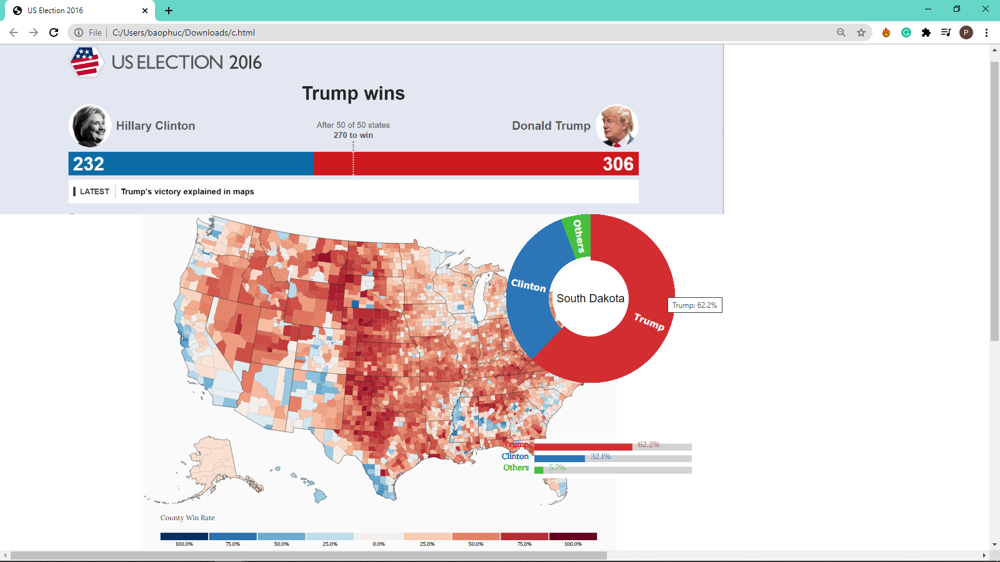 US Election 2016
File
C:/Users/baophuc/Downloads/c.html
P
US ELECTION 2016
Trump wins
Hillary Clinton
After 50 of 50 states
270 to win
Donald Trump
232
306
LATEST
Trump's victory explained in maps
Others
Clinton
South Dakota
Trump
Trump: 62.2%
Trump 62.2%
Clinton 32.1%
Others 5.7%
County Win Rate
100.0% 75.0% 50.0% 25.0% 0.0% 25.0% 50.0% 75.0% 100.0%